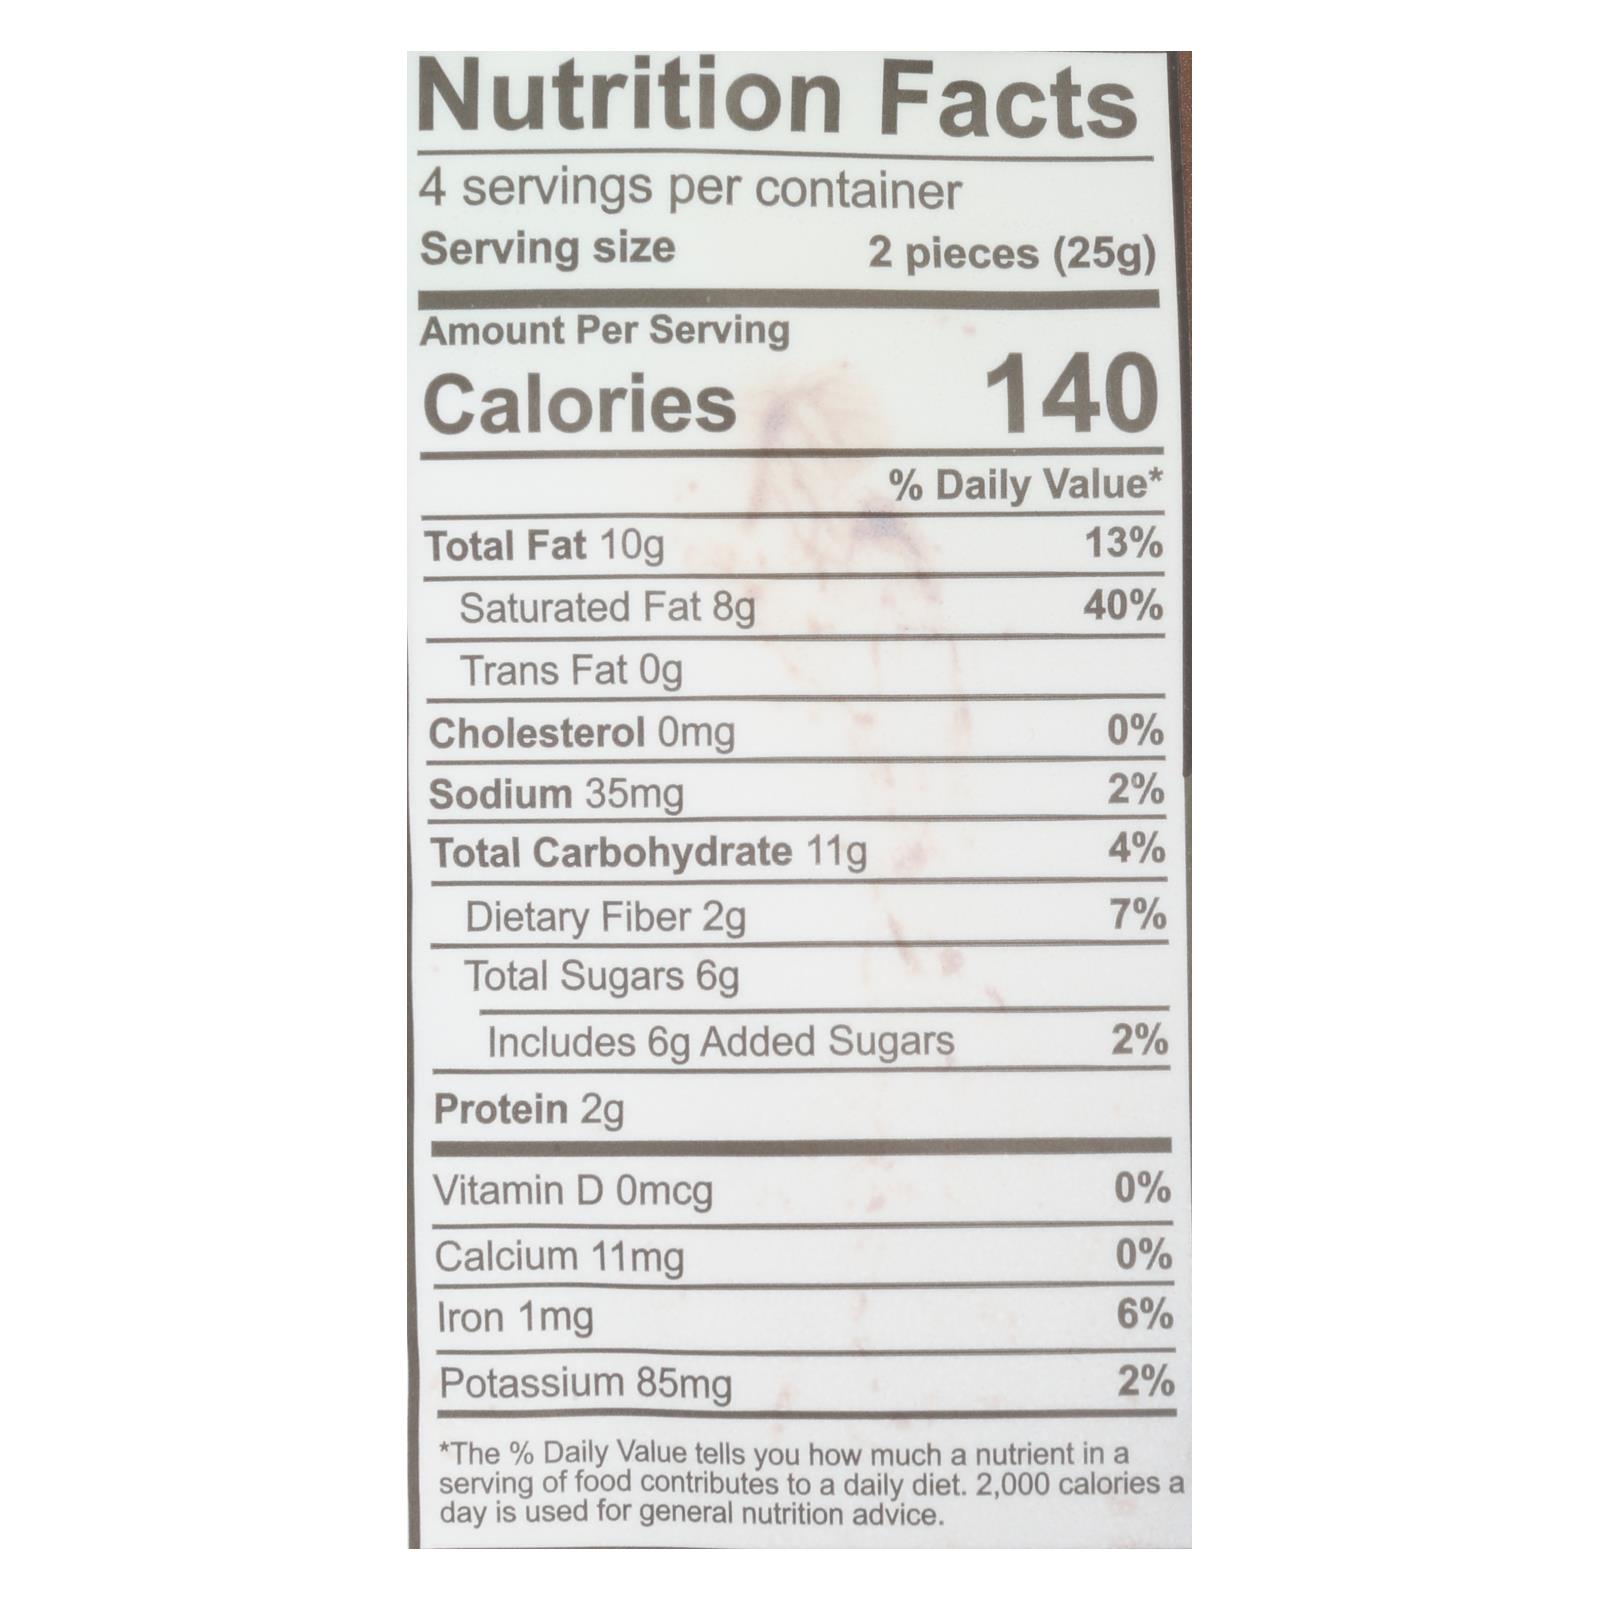 Nutrition Facts
4 servings per container
Serving size 2 pieces (25g)
Amount Per Serving
Calories 140
% Daily Value*
Total Fat 10g 13%
Saturated Fat 8g 40%
Trans Fat 0g
Cholesterol 0mg 0%
Sodium 35mg 2%
Total Carbohydrate 11g 4%
Dietary Fiber 2g 7%
Total Sugars 6g
Includes 6g Added Sugars 2%
Protein 2g
Vitamin D 0mcg 0%
Calcium 11mg 0%
Iron 1mg 6%
Potassium 85mg 2%
*The % Daily Value tells you how much a nutrient in a
serving of food contributes to a daily diet. 2,000 calories a
day is used for general nutrition advice.